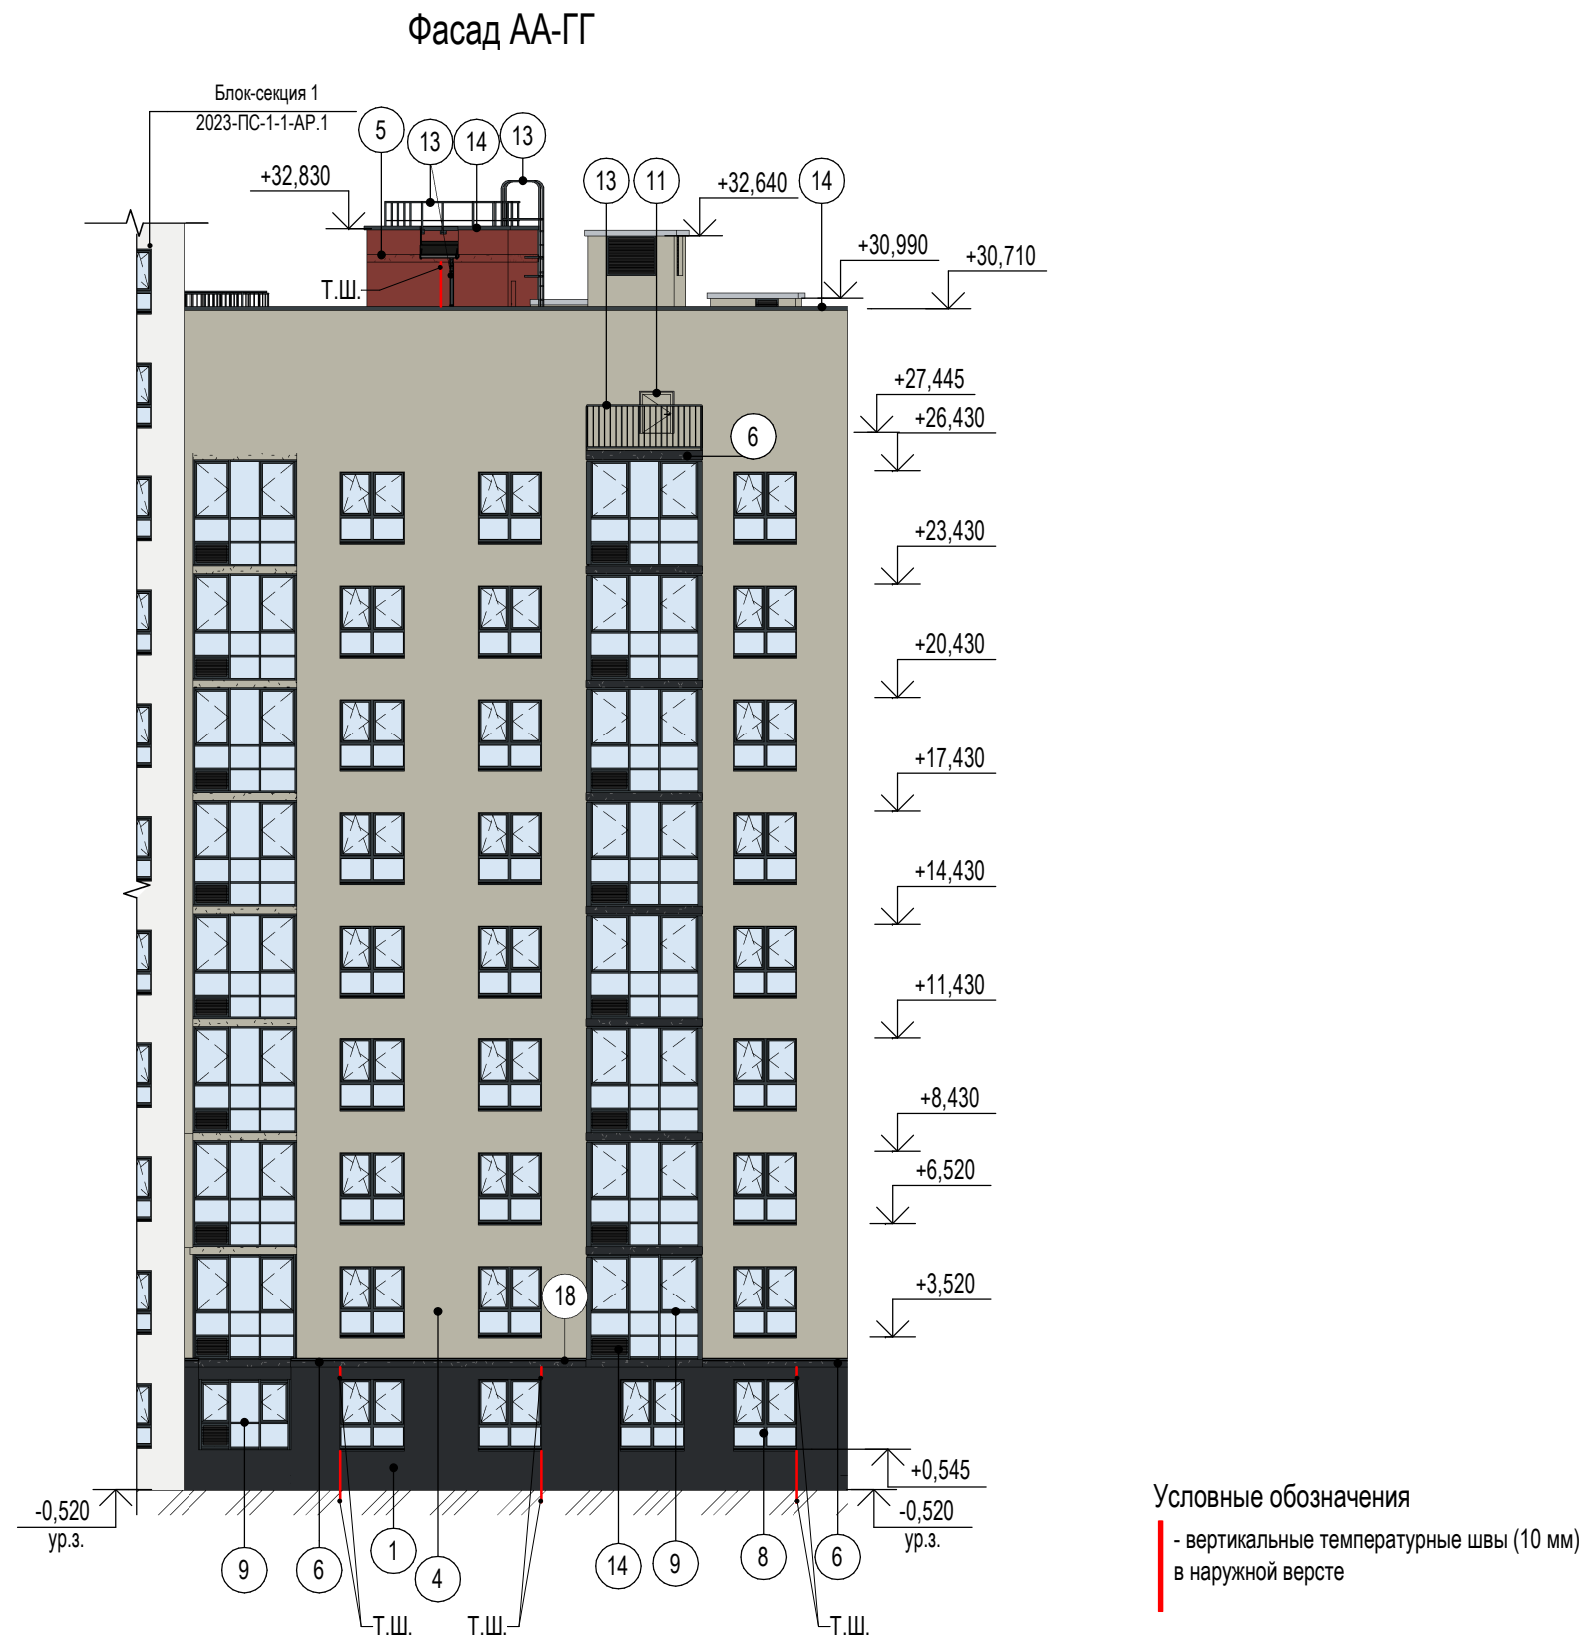 Фасад АА-ГГ
Блок-секция 1
2023-ПС-1-1-АР.1
5
13
14
13
+32,830
13
11
+32,640
14
+30,990
+30,710
Т.Ш.
+27,445
+26,430
6
+23,430
+20,430
+17,430
+14,430
+11,430
+8,430
+6,520
+3,520
18
+0,545
-0,520
ур.з.
-0,520
ур.з.
9
6
1
4
14
9
8
6
Т.Ш.
Т.Ш.
Т.Ш.
Условные обозначения
- вертикальные температурные швы (10 мм)
в наружной версте